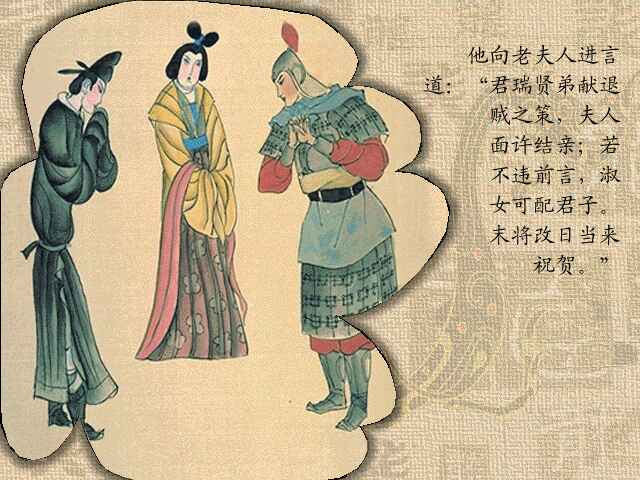 他向老夫人进言
道：“君瑞贤弟献退
贼之策，夫人
面许结亲；若
不违前言，淑
女可配君子。
末将改日当来
祝贺。”